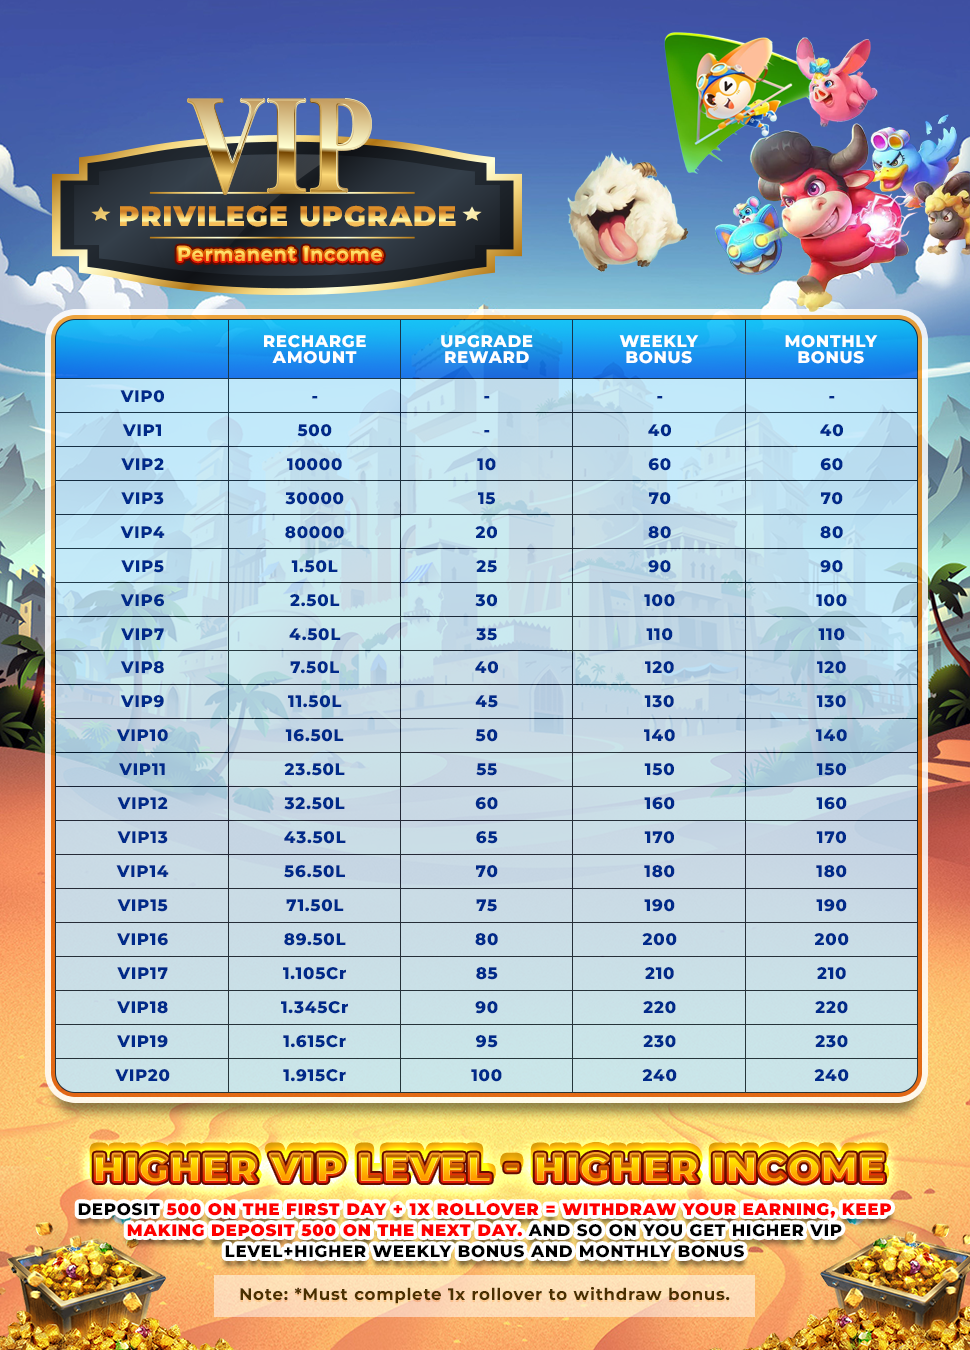 VIP
PRIVILEGE UPGRADE
Permanent Income
RECHARGE AMOUNT UPGRADE REWARD WEEKLY BONUS MONTHLY BONUS
VIP0 - - - -
VIP1 500 - 40 40
VIP2 10000 10 60 60
VIP3 30000 15 70 70
VIP4 80000 20 80 80
VIP5 1.50L 25 90 90
VIP6 2.50L 30 100 100
VIP7 4.50L 35 110 110
VIP8 7.50L 40 120 120
VIP9 11.50L 45 130 130
VIP10 16.50L 50 140 140
VIP11 23.50L 55 150 150
VIP12 32.50L 60 160 160
VIP13 43.50L 65 170 170
VIP14 56.50L 70 180 180
VIP15 71.50L 75 190 190
VIP16 89.50L 80 200 200
VIP17 1.105Cr 85 210 210
VIP18 1.345Cr 90 220 220
VIP19 1.615Cr 95 230 230
VIP20 1.915Cr 100 240 240
HIGHER VIP LEVEL - HIGHER INCOME
DEPOSIT 500 ON THE FIRST DAY + 1X ROLLOVER = WITHDRAW YOUR EARNING, KEEP
MAKING DEPOSIT 500 ON THE NEXT DAY. AND SO ON YOU GET HIGHER VIP
LEVEL+HIGHER WEEKLY BONUS AND MONTHLY BONUS
Note: *Must complete 1x rollover to withdraw bonus.